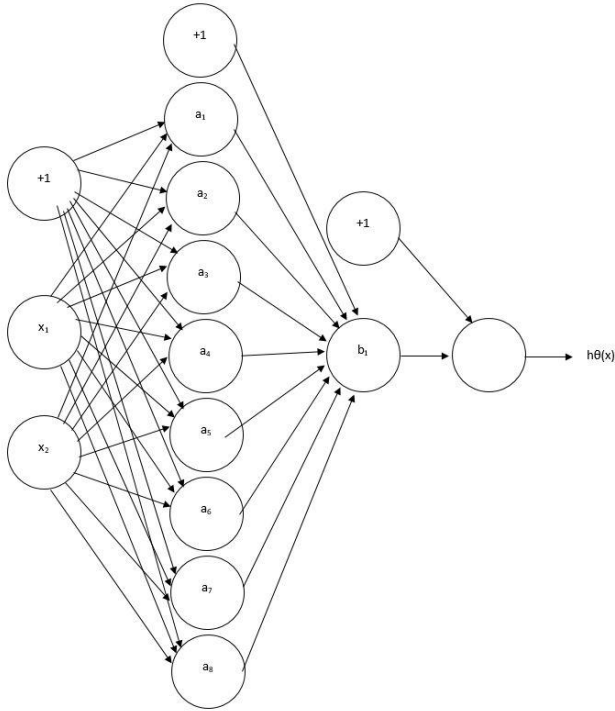 +1
x₁
x₂
+1
a₁
a₂
a₃
a₄
a₅
a₆
a₇
a₈
+1
b₁
hθ(x)